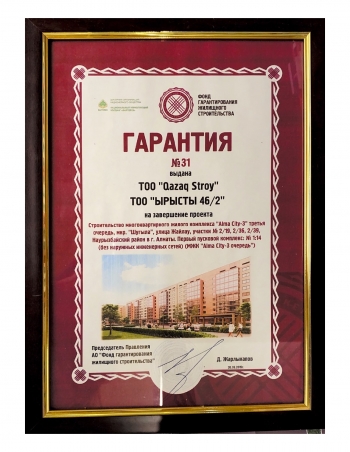 ФОНД
ГАРАНТИРОВАНИЯ
ЖИЛИЩНОГО
СТРОИТЕЛЬСТВА
ГАРАНТИЯ
№31
выдана
ТОО "Qazaq Stroy"
ТОО "ЫРЫСТЫ 46/2"
на завершение проекта
Строительство многоквартирного жилого комплекса "Alma City-3" третья
очередь, мкр. "Шугыла", улица Жайлау, участки № 2/19, 2/36, 2/39,
Наурызбайский район в г. Алматы. Первый пусковой комплекс: № 1;14
(без наружных инженерных сетей) (МЖК "Alma City-3 очередь")
Председатель Правления
АО "Фонд гарантирования
жилищного строительства"
Д. Жарлыкапов